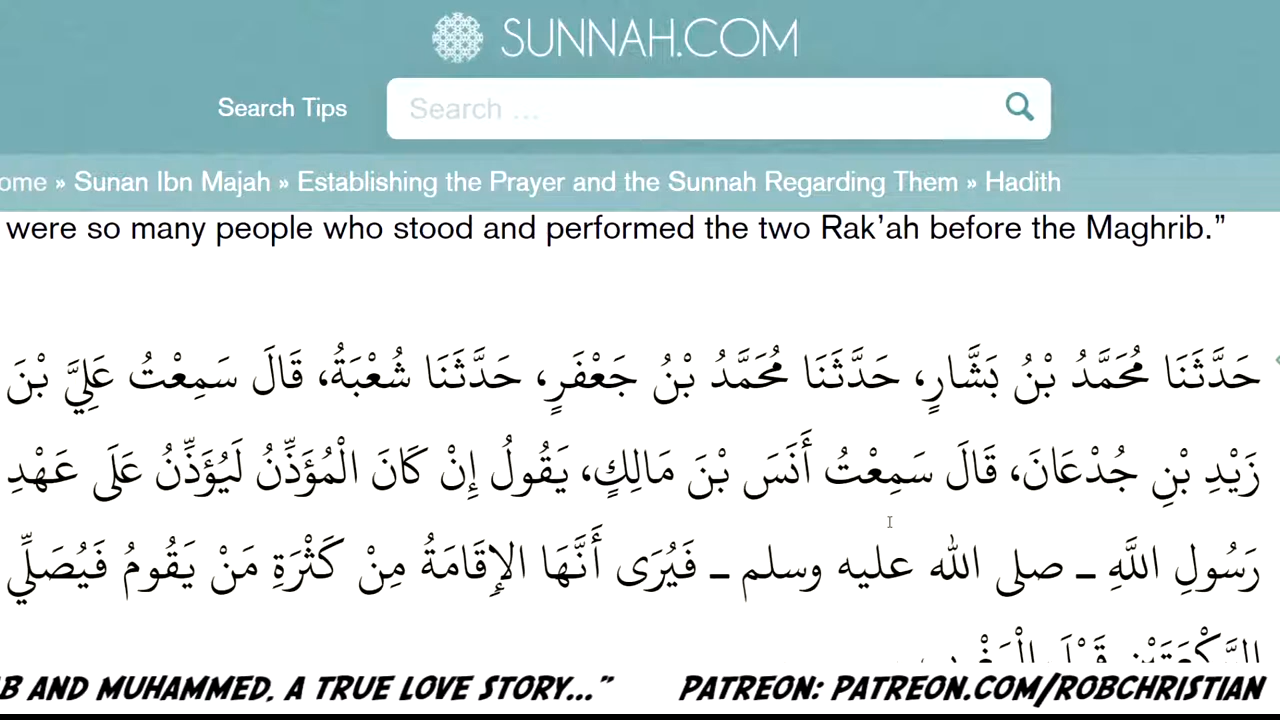 SUNNAH.COM
Search Tips
Search ...
ome » Sunan Ibn Majah » Establishing the Prayer and the Sunnah Regarding Them » Hadith
were so many people who stood and performed the two Rak’ah before the Maghrib.”
حَدَّثَنَا مُحَمَّدُ بْنُ بَشَّارٍ، حَدَّثَنَا مُحَمَّدُ بْنُ جَعْفَرٍ، حَدَّثَنَا شُعْبَةُ، قَالَ سَمِعْتُ عَلِيَّ بْنَ
زَيْدِ بْنِ جُدْعَانَ، قَالَ سَمِعْتُ أَنَسَ بْنَ مَالِكٍ، يَقُولُ إِنْ كَانَ الْمُؤَذِّنُ لَيُؤَذِّنُ عَلَى عَهْدِ
رَسُولِ اللَّهِ ـ صلى الله عليه وسلم ـ فَيُرَى أَنَّهَا الإِقَامَةُ مِنْ كَثْرَةِ مَنْ يَقُومُ فَيُصَلِّي
الرَّكْعَتَيْنِ قَبْلَ الْمَغْرِبِ
B AND MUHAMMED, A TRUE LOVE STORY..." PATREON: PATREON.COM/ROBCHRISTIAN